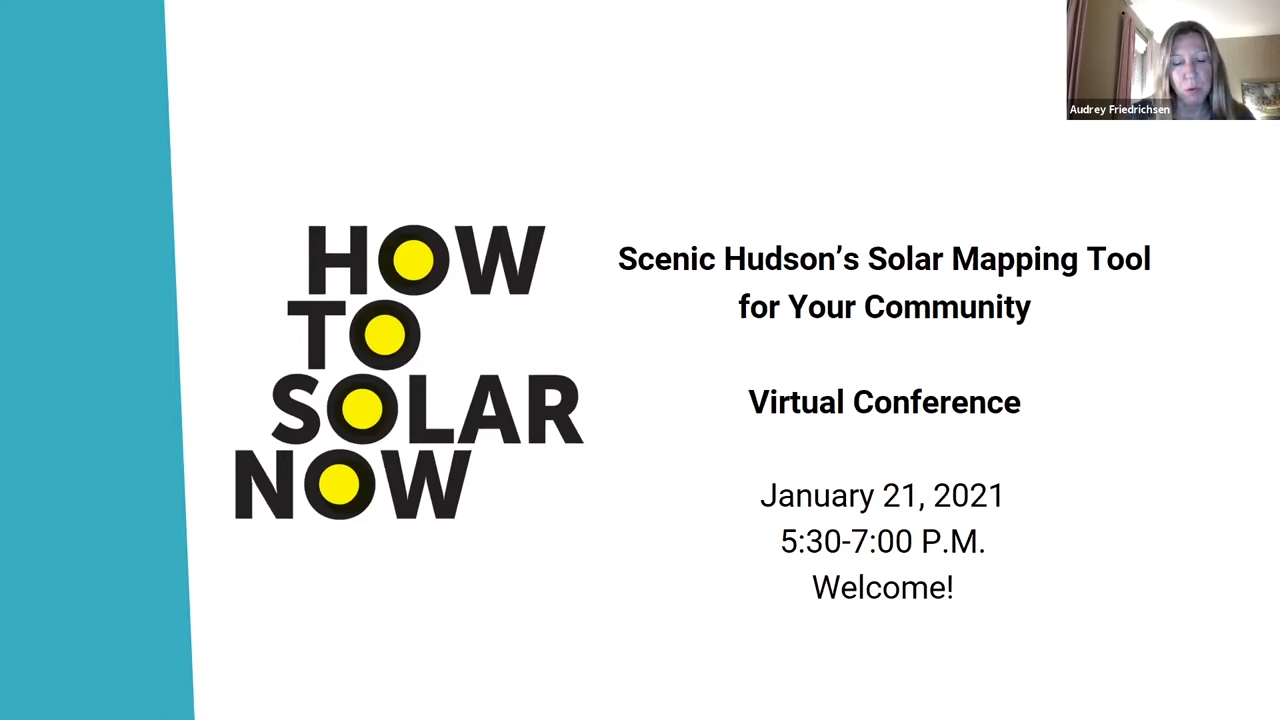 Audrey Friedrichsen
HOW
TO
SOLAR
NOW
Scenic Hudson’s Solar Mapping Tool
for Your Community
Virtual Conference
January 21, 2021
5:30-7:00 P.M.
Welcome!